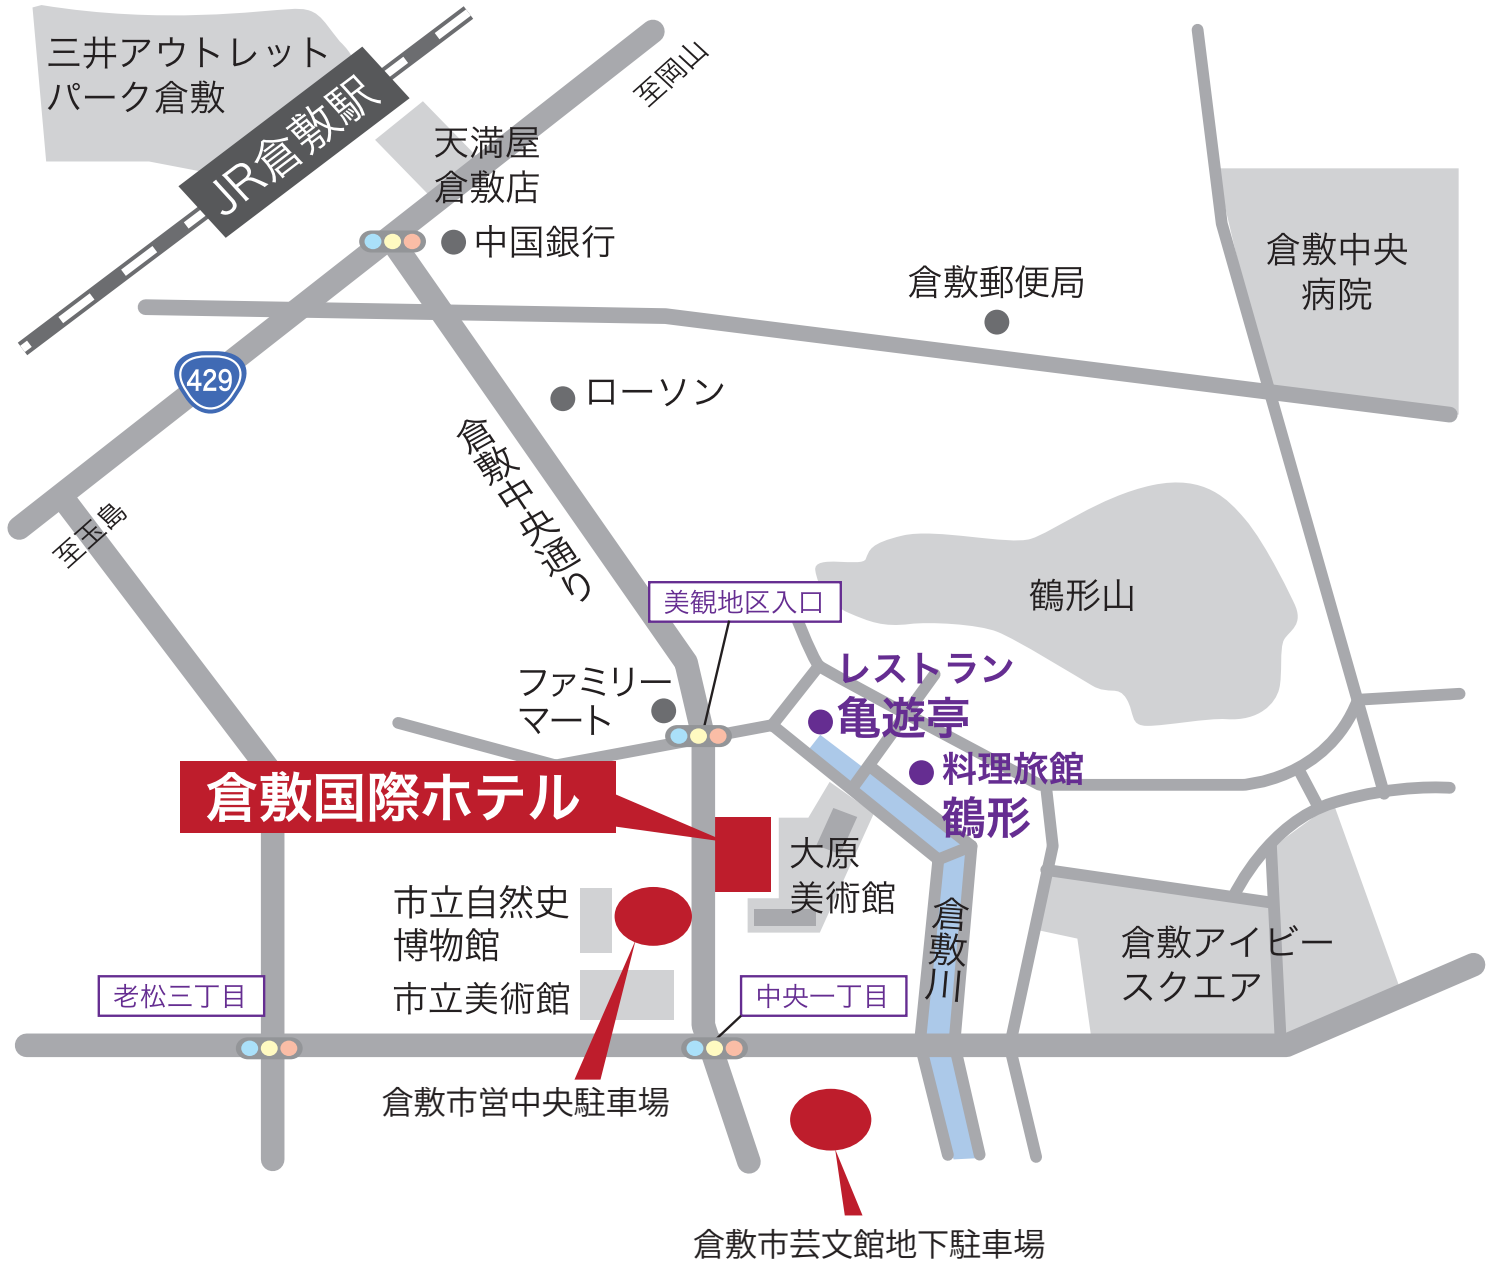 三井アウトレット
パーク倉敷
JR倉敷駅
至岡山
天満屋
倉敷店
中国銀行
倉敷中央
病院
倉敷郵便局
429
ローソン
倉敷中央通り
至玉島
美観地区入口
鶴形山
ファミリー
マート
レストラン
亀遊亭
料理旅館
鶴形
倉敷国際ホテル
大原
美術館
市立自然史
博物館
倉敷川
倉敷アイビー
スクエア
老松三丁目
市立美術館
中央一丁目
倉敷市営中央駐車場
倉敷市芸文館地下駐車場